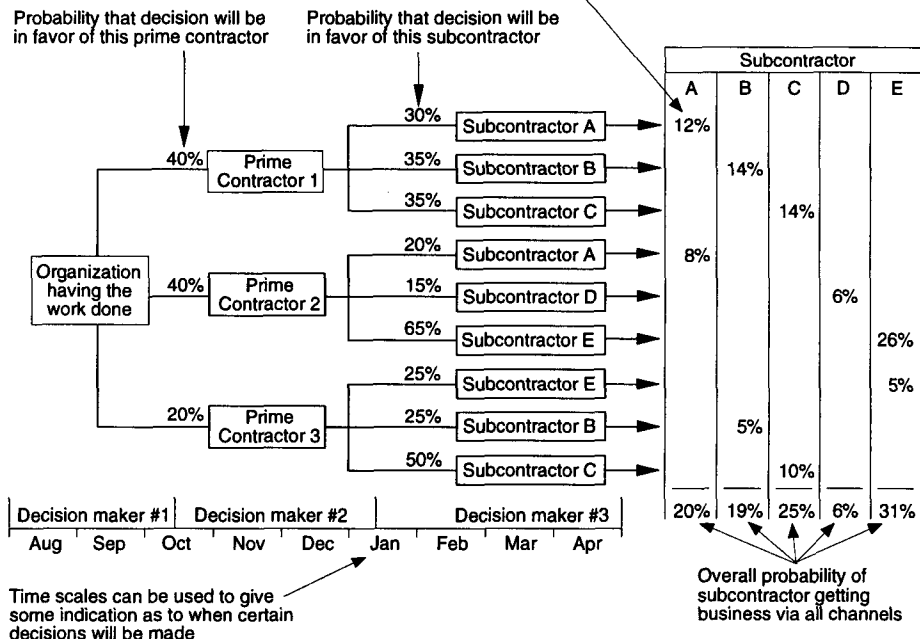 Probability that decision will be
in favor of this prime contractor
Probability that decision will be
in favor of this subcontractor
Subcontractor
A B C D E
40%
Prime
Contractor 1
30%
Subcontractor A
12%
35%
Subcontractor B
14%
35%
Subcontractor C
14%
Organization
having the
work done
40%
Prime
Contractor 2
20%
Subcontractor A
8%
15%
Subcontractor D
6%
65%
Subcontractor E
26%
20%
Prime
Contractor 3
25%
Subcontractor E
5%
25%
Subcontractor B
5%
50%
Subcontractor C
10%
20% 19% 25% 6% 31%
Decision maker #1 Decision maker #2 Decision maker #3
Aug Sep Oct Nov Dec Jan Feb Mar Apr
Time scales can be used to give
some indication as to when certain
decisions will be made
Overall probability of
subcontractor getting
business via all channels